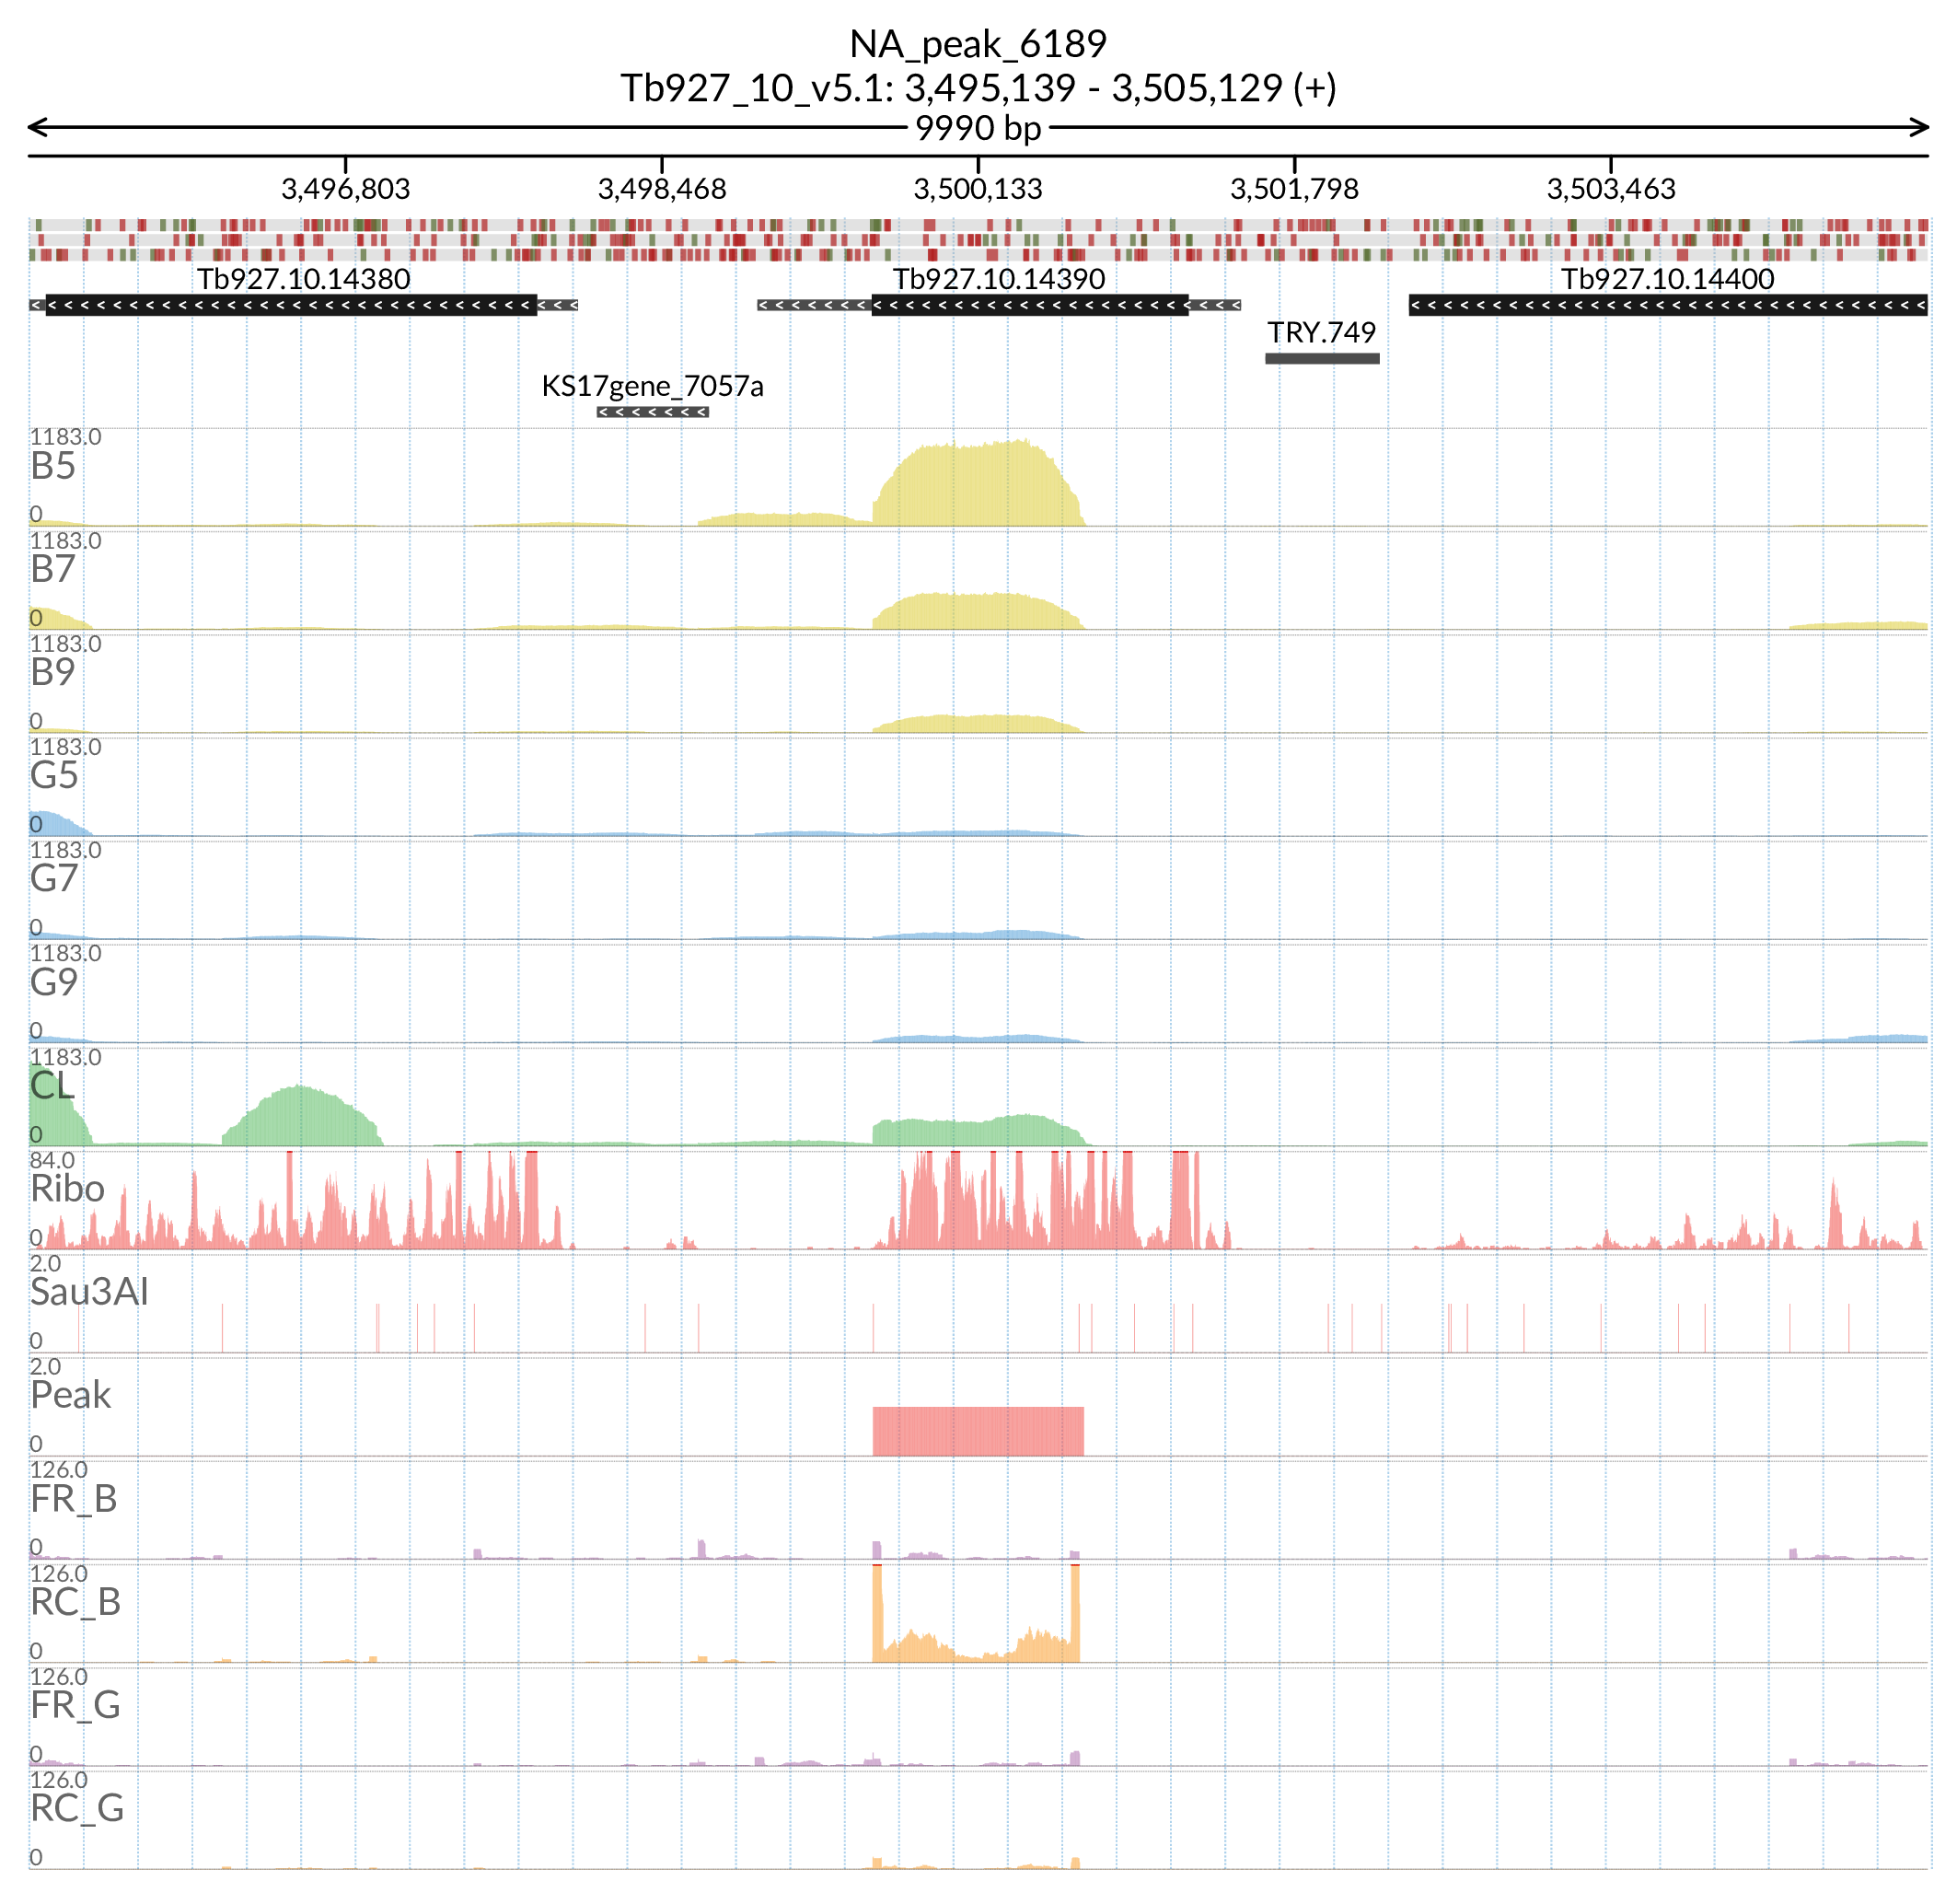 NA_peak_6189
Tb927_10_v5.1: 3,495,139 - 3,505,129 (+)
9990 bp
3,496,803 3,498,468 3,500,133 3,501,798 3,503,463
Tb927.10.14380 Tb927.10.14390 Tb927.10.14400
TRY.749
KS17gene_7057a
1183.0
B5
0
1183.0
B7
0
1183.0
B9
0
1183.0
G5
0
1183.0
G7
0
1183.0
G9
0
1183.0
CL
0
84.0
Ribo
0
2.0
Sau3AI
0
2.0
Peak
0
126.0
FR_B
0
126.0
RC_B
0
126.0
FR_G
0
126.0
RC_G
0